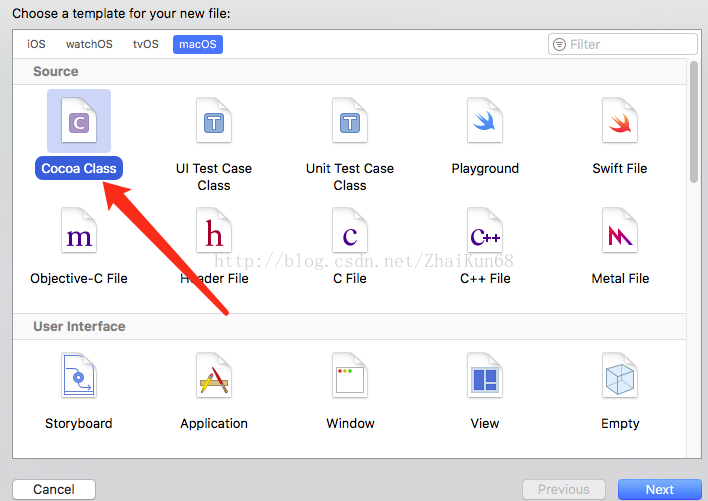 Choose a template for your new file:
iOS watchOS tvOS macOS Filter
Source
C T T
Cocoa Class UI Test Case Class Unit Test Case Class Playground Swift File
m h c C++
Objective-C File Header File C File C++ File Metal File
http://blog.csdn.net/ZhaiKun68
User Interface
Storyboard Application Window View Empty
Cancel Previous Next